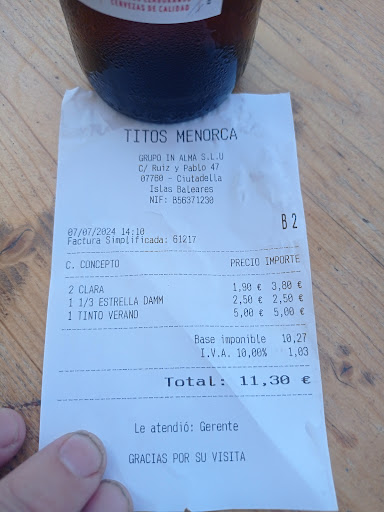 CERVEZAS DE CALIDAD
TITOS MENORCA
GRUPO IN ALMA S.L.U
C/ Ruiz y Pablo 47
07760 - Ciutadella
Islas Baleares
NIF: B56371230
B 2
07/07/2024 14:10
Factura Simplificada: 61217
C. CONCEPTO PRECIO IMPORTE
2 CLARA 1,90 € 3,80 €
1 1/3 ESTRELLA DAMM 2,50 € 2,50 €
1 TINTO VERANO 5,00 € 5,00 €
Base imponible 10,27
I.V.A. 10,00% 1,03
Total: 11,30 €
Le atendió: Gerente
GRACIAS POR SU VISITA